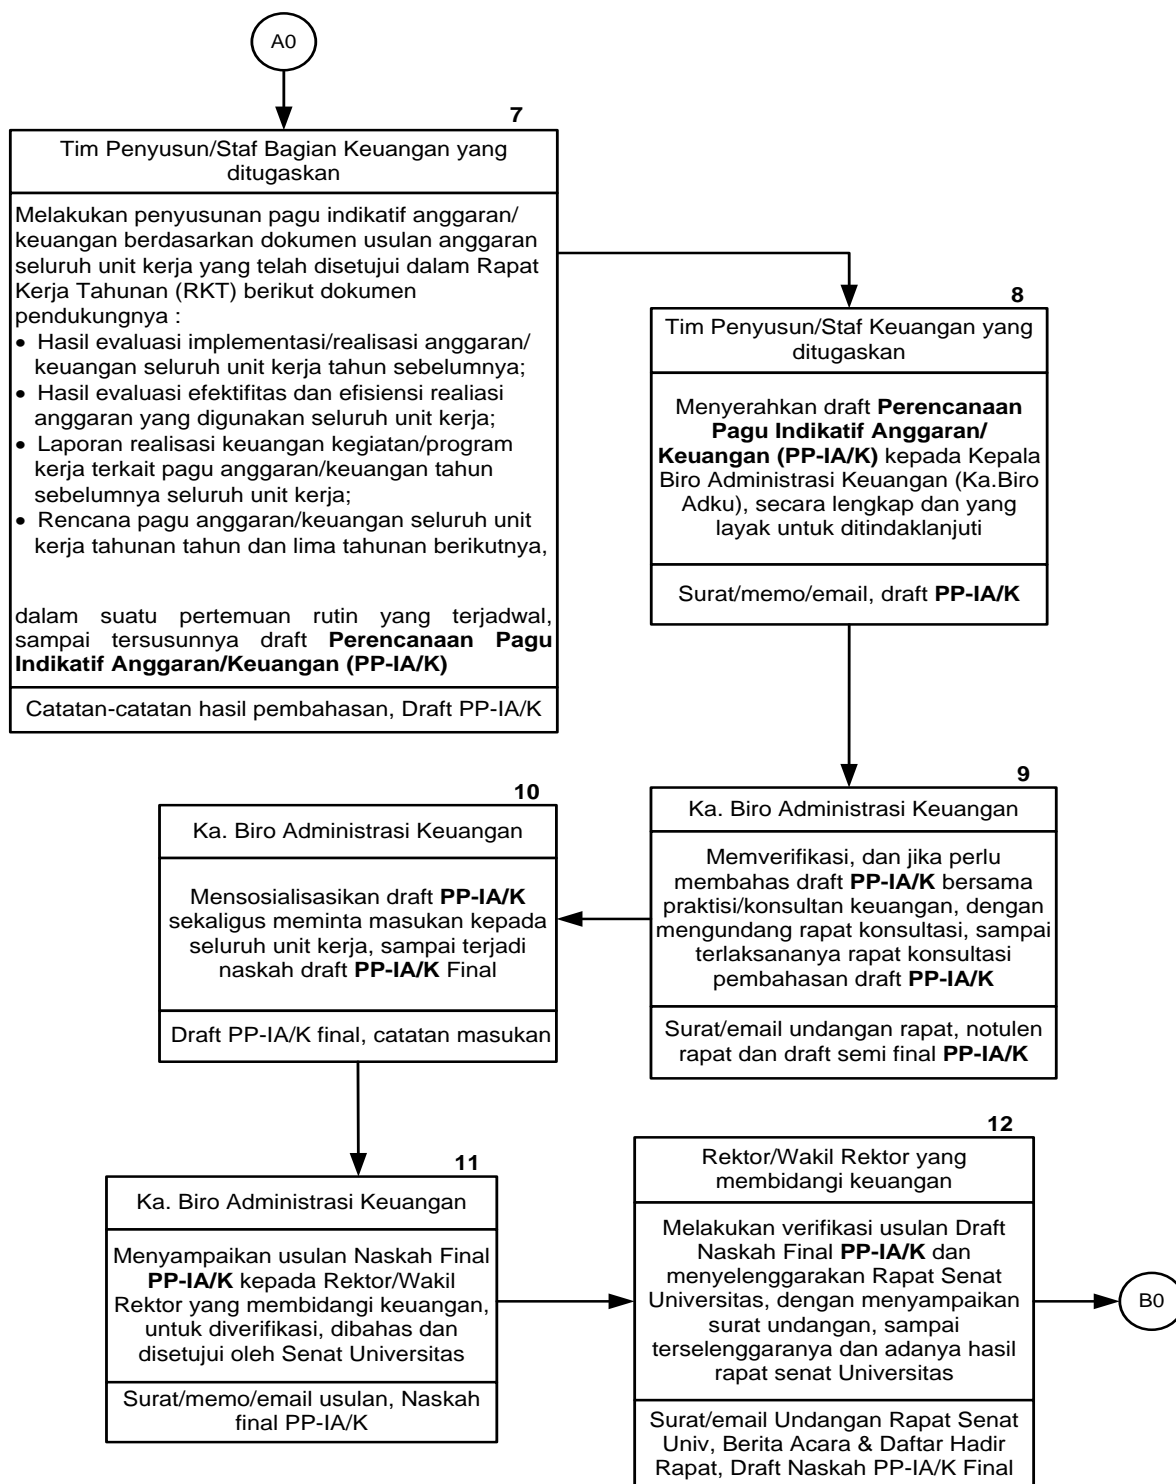 A0
7
Tim Penyusun/Staf Bagian Keuangan yang
ditugaskan
Melakukan penyusunan pagu indikatif anggaran/
keuangan berdasarkan dokumen usulan anggaran
seluruh unit kerja yang telah disetujui dalam Rapat
Kerja Tahunan (RKT) berikut dokumen
pendukungnya :
• Hasil evaluasi implementasi/realisasi anggaran/
keuangan seluruh unit kerja tahun sebelumnya;
• Hasil evaluasi efektifitas dan efisiensi realiasi
anggaran yang digunakan seluruh unit kerja;
• Laporan realisasi keuangan kegiatan/program
kerja terkait pagu anggaran/keuangan tahun
sebelumnya seluruh unit kerja;
• Rencana pagu anggaran/keuangan seluruh unit
kerja tahunan tahun dan lima tahunan berikutnya,
dalam suatu pertemuan rutin yang terjadwal,
sampai tersusunnya draft Perencanaan Pagu
Indikatif Anggaran/Keuangan (PP-IA/K)
Catatan-catatan hasil pembahasan, Draft PP-IA/K
8
Tim Penyusun/Staf Keuangan yang
ditugaskan
Menyerahkan draft Perencanaan
Pagu Indikatif Anggaran/
Keuangan (PP-IA/K) kepada Kepala
Biro Administrasi Keuangan (Ka.Biro
Adku), secara lengkap dan yang
layak untuk ditindaklanjuti
Surat/memo/email, draft PP-IA/K
9
Ka. Biro Administrasi Keuangan
Memverifikasi, dan jika perlu
membahas draft PP-IA/K bersama
praktisi/konsultan keuangan, dengan
mengundang rapat konsultasi, sampai
terlaksananya rapat konsultasi
pembahasan draft PP-IA/K
Surat/email undangan rapat, notulen
rapat dan draft semi final PP-IA/K
10
Ka. Biro Administrasi Keuangan
Mensosialisasikan draft PP-IA/K
sekaligus meminta masukan kepada
seluruh unit kerja, sampai terjadi
naskah draft PP-IA/K Final
Draft PP-IA/K final, catatan masukan
11
Ka. Biro Administrasi Keuangan
Menyampaikan usulan Naskah Final
PP-IA/K kepada Rektor/Wakil
Rektor yang membidangi keuangan,
untuk diverifikasi, dibahas dan
disetujui oleh Senat Universitas
Surat/memo/email usulan, Naskah
final PP-IA/K
12
Rektor/Wakil Rektor yang
membidangi keuangan
Melakukan verifikasi usulan Draft
Naskah Final PP-IA/K dan
menyelenggarakan Rapat Senat
Universitas, dengan menyampaikan
surat undangan, sampai
terselenggaranya dan adanya hasil
rapat senat Universitas
Surat/email Undangan Rapat Senat
Univ, Berita Acara & Daftar Hadir
Rapat, Draft Naskah PP-IA/K Final
B0